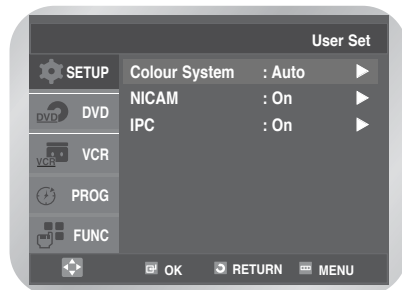 User Set
SETUP
Colour System : Auto
DVD DVD
NICAM : On
IPC : On
VCR VCR
PROG
FUNC
OK RETURN MENU